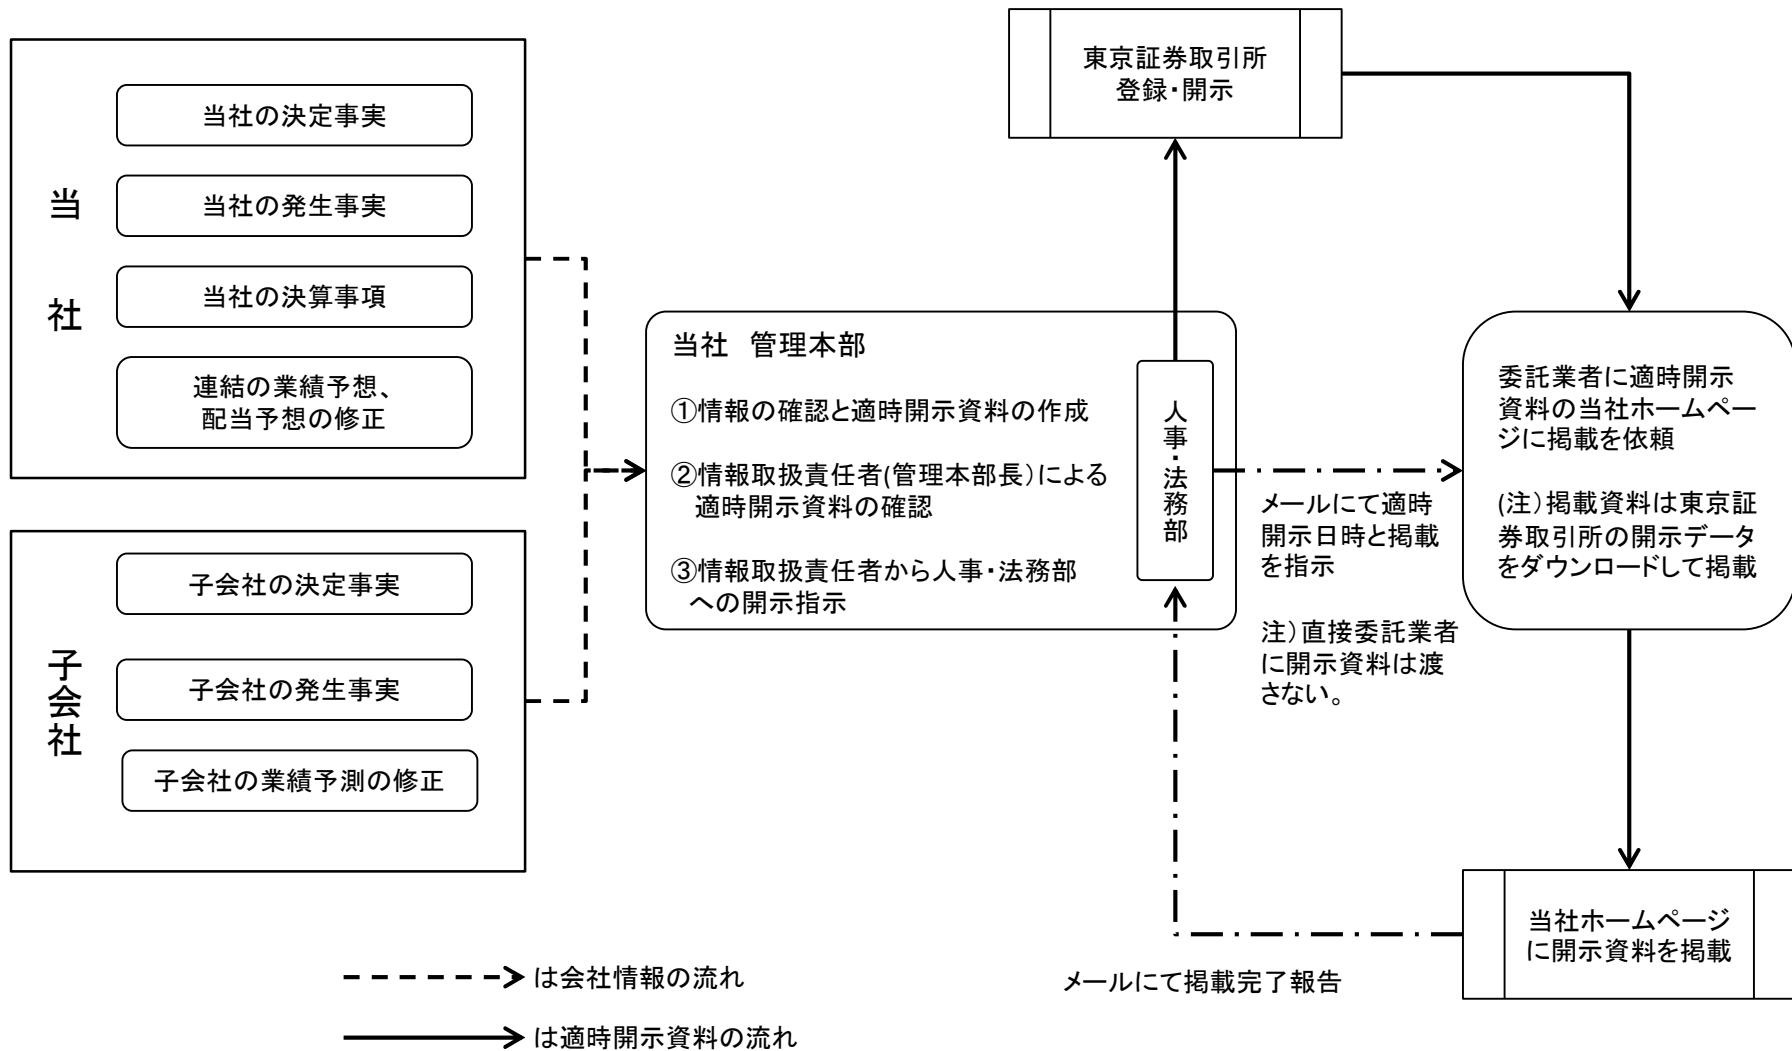 当社
当社の決定事実
当社の発生事実
当社の決算事項
連結の業績予想、
配当予想の修正
子会社
子会社の決定事実
子会社の発生事実
子会社の業績予測の修正
当社　管理本部
①情報の確認と適時開示資料の作成
②情報取扱責任者(管理本部長）による
適時開示資料の確認
③情報取扱責任者から人事・法務部
への開示指示
人事・法務部
東京証券取引所
登録・開示
メールにて適時
開示日時と掲載
を指示
注）直接委託業者
に開示資料は渡
さない。
委託業者に適時開示
資料の当社ホームペー
ジに掲載を依頼
(注）掲載資料は東京証
券取引所の開示データ
をダウンロードして掲載
当社ホームページ
に開示資料を掲載
メールにて掲載完了報告
は会社情報の流れ
は適時開示資料の流れ